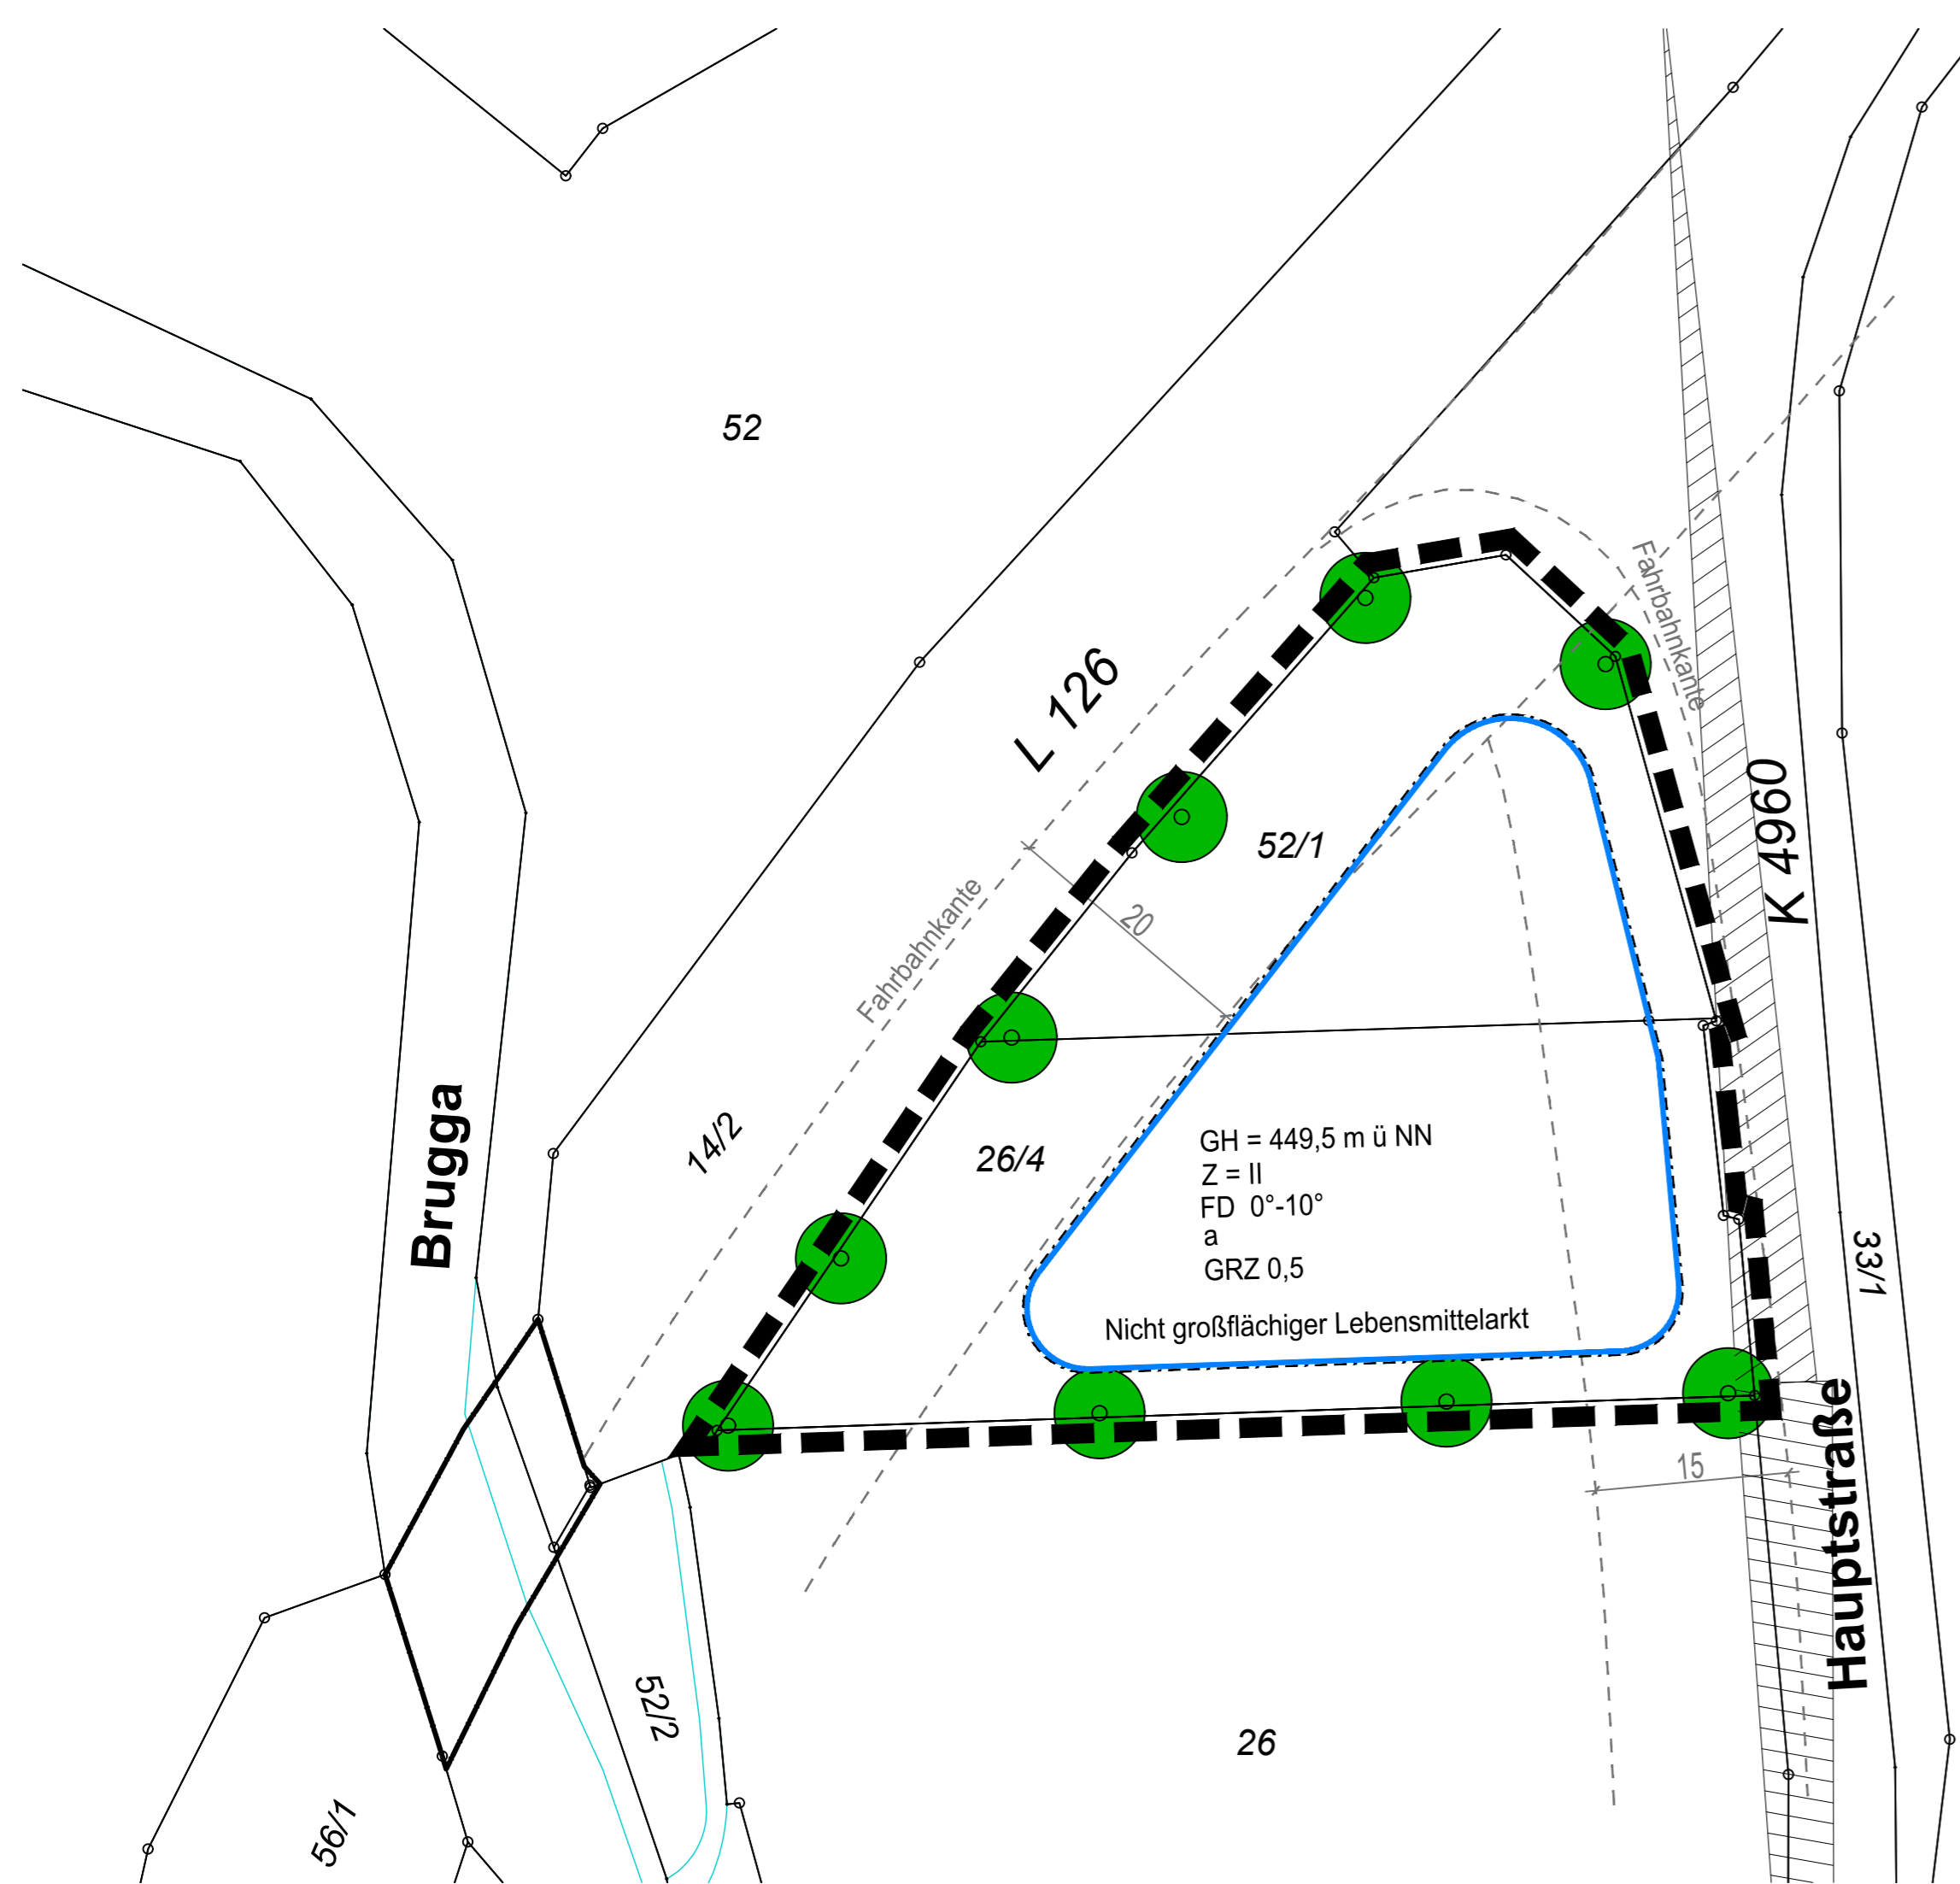 52
Fahrbahnkante
L 126
K 4960
52/1
20
Fahrbahnkante
14/2
26/4
Brugga
GH = 449,5 m ü NN
Z = II
FD 0°-10°
a
GRZ 0,5
Nicht großflächiger Lebensmittelarkt
33/1
15
Hauptstraße
52/2
26
56/1